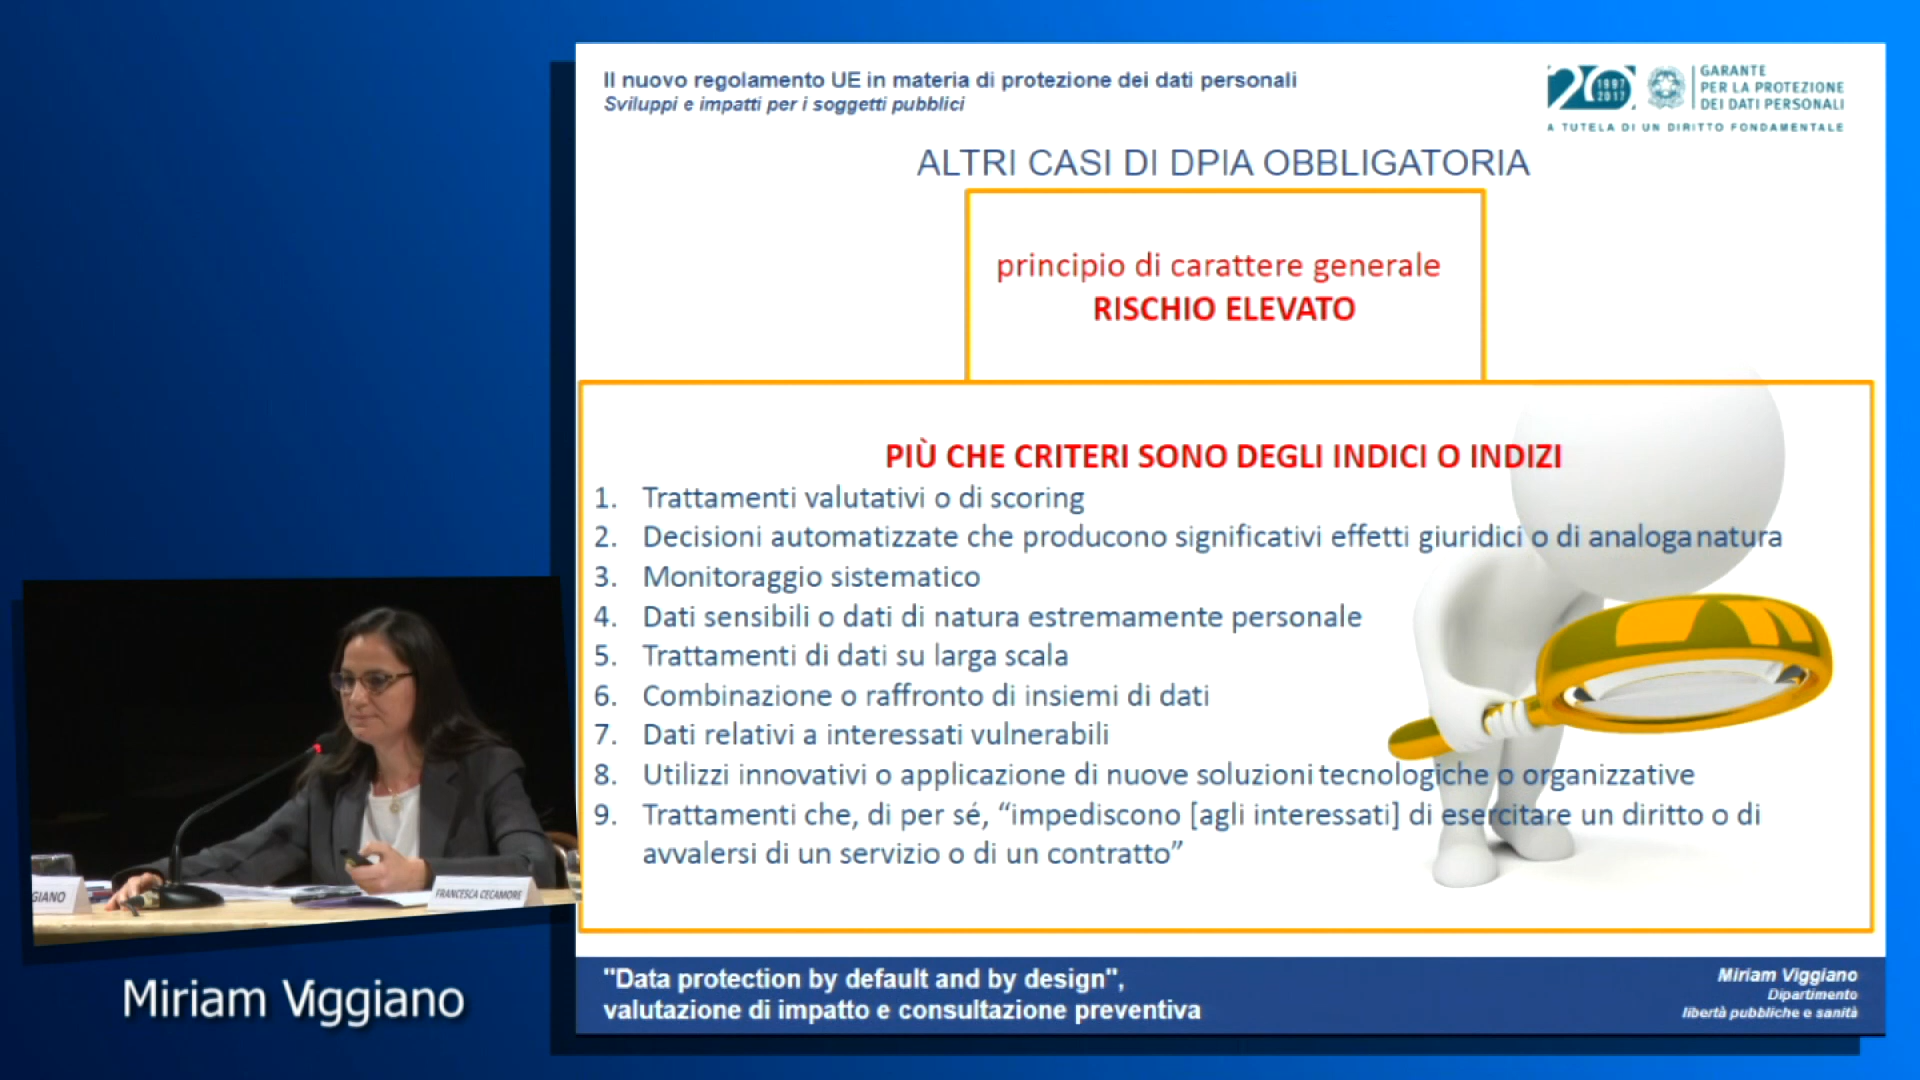 Il nuovo regolamento UE in materia di protezione dei dati personali
Sviluppi e impatti per i soggetti pubblici
20
1997
2017
GARANTE
PER LA PROTEZIONE
DEI DATI PERSONALI
A TUTELA DI UN DIRITTO FONDAMENTALE
ALTRI CASI DI DPIA OBBLIGATORIA
principio di carattere generale
RISCHIO ELEVATO
PIÙ CHE CRITERI SONO DEGLI INDICI O INDIZI
1. Trattamenti valutativi o di scoring
2. Decisioni automatizzate che producono significativi effetti giuridici o di analoga natura
3. Monitoraggio sistematico
4. Dati sensibili o dati di natura estremamente personale
5. Trattamenti di dati su larga scala
6. Combinazione o raffronto di insiemi di dati
7. Dati relativi a interessati vulnerabili
8. Utilizzi innovativi o applicazione di nuove soluzioni tecnologiche o organizzative
9. Trattamenti che, di per sé, “impediscono [agli interessati] di esercitare un diritto o di
avvalersi di un servizio o di un contratto”
GIANO
FRANCESCA CECAMORE
Miriam Viggiano
"Data protection by default and by design",
valutazione di impatto e consultazione preventiva
Miriam Viggiano
Dipartimento
libertà pubbliche e sanità